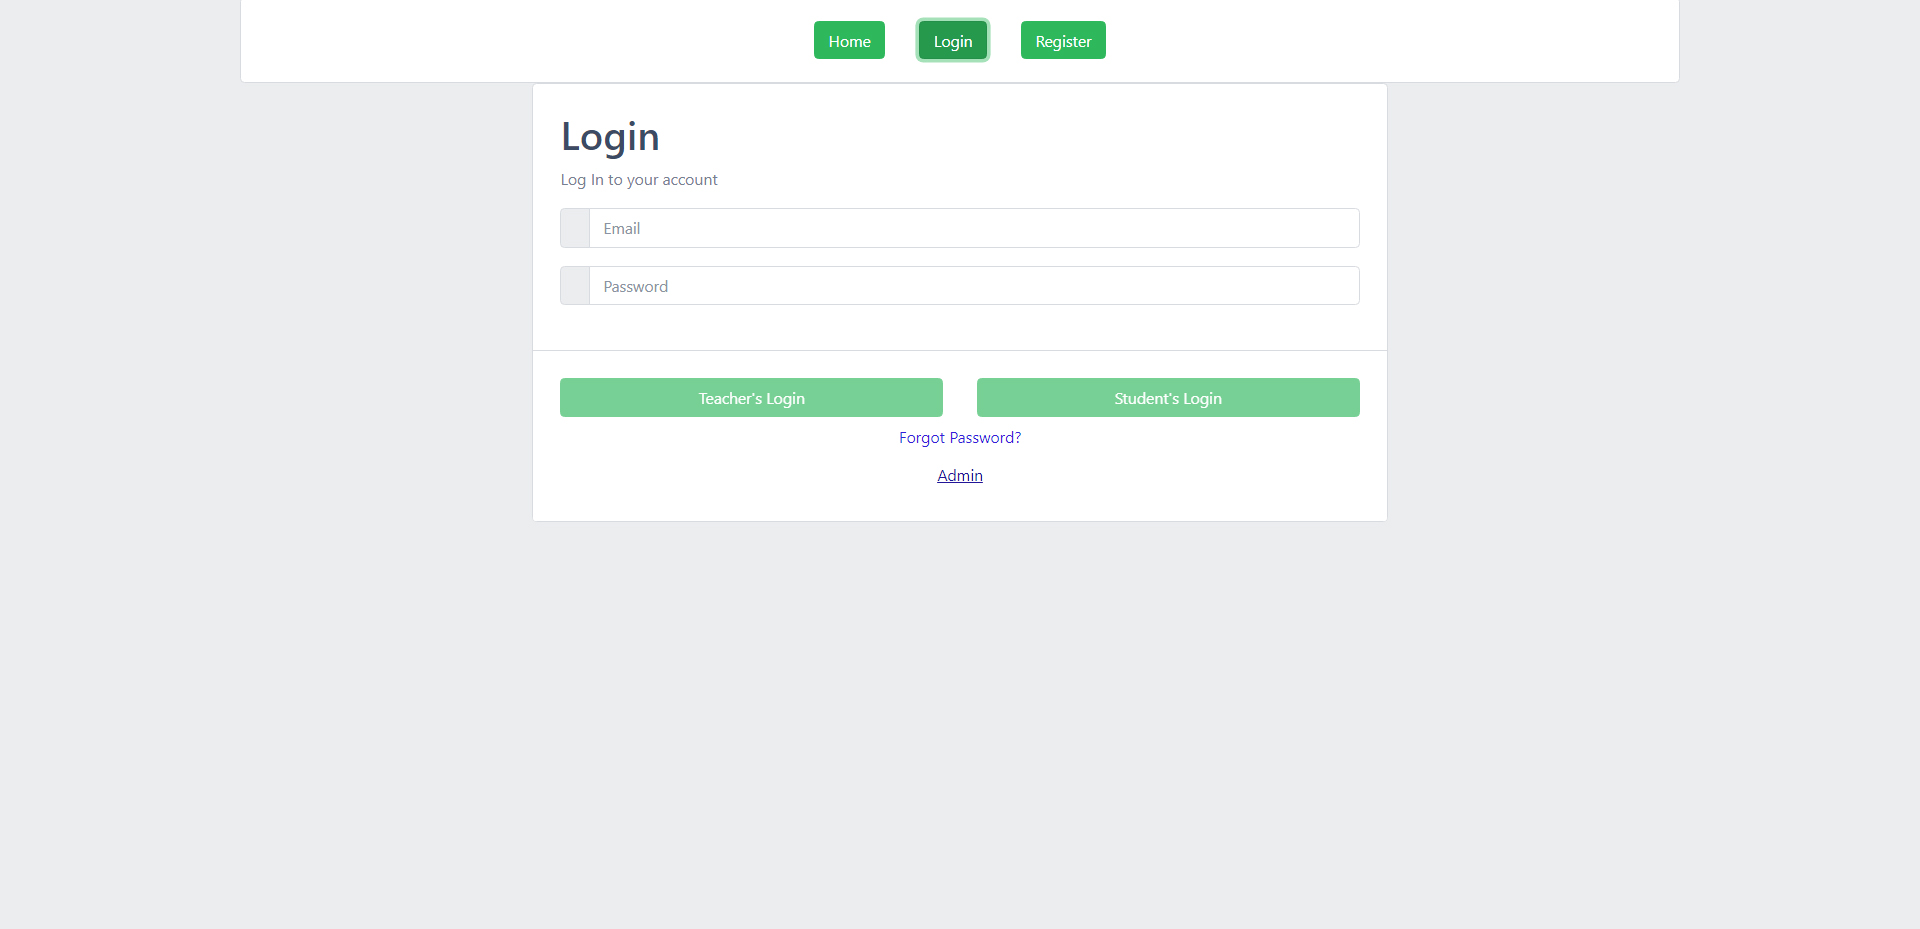 Home Login Register
Login
Log In to your account
Email
Password
Teacher's Login Student's Login
Forgot Password?
Admin